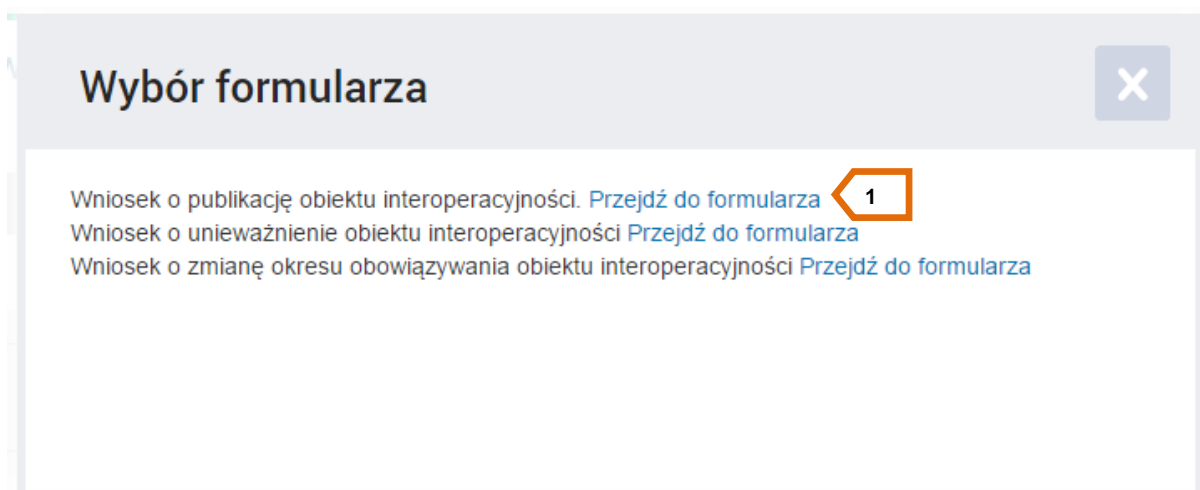 Wybór formularza
Wniosek o publikację obiektu interoperacyjności. Przejdź do formularza 1
Wniosek o unieważnienie obiektu interoperacyjności Przejdź do formularza
Wniosek o zmianę okresu obowiązywania obiektu interoperacyjności Przejdź do formularza